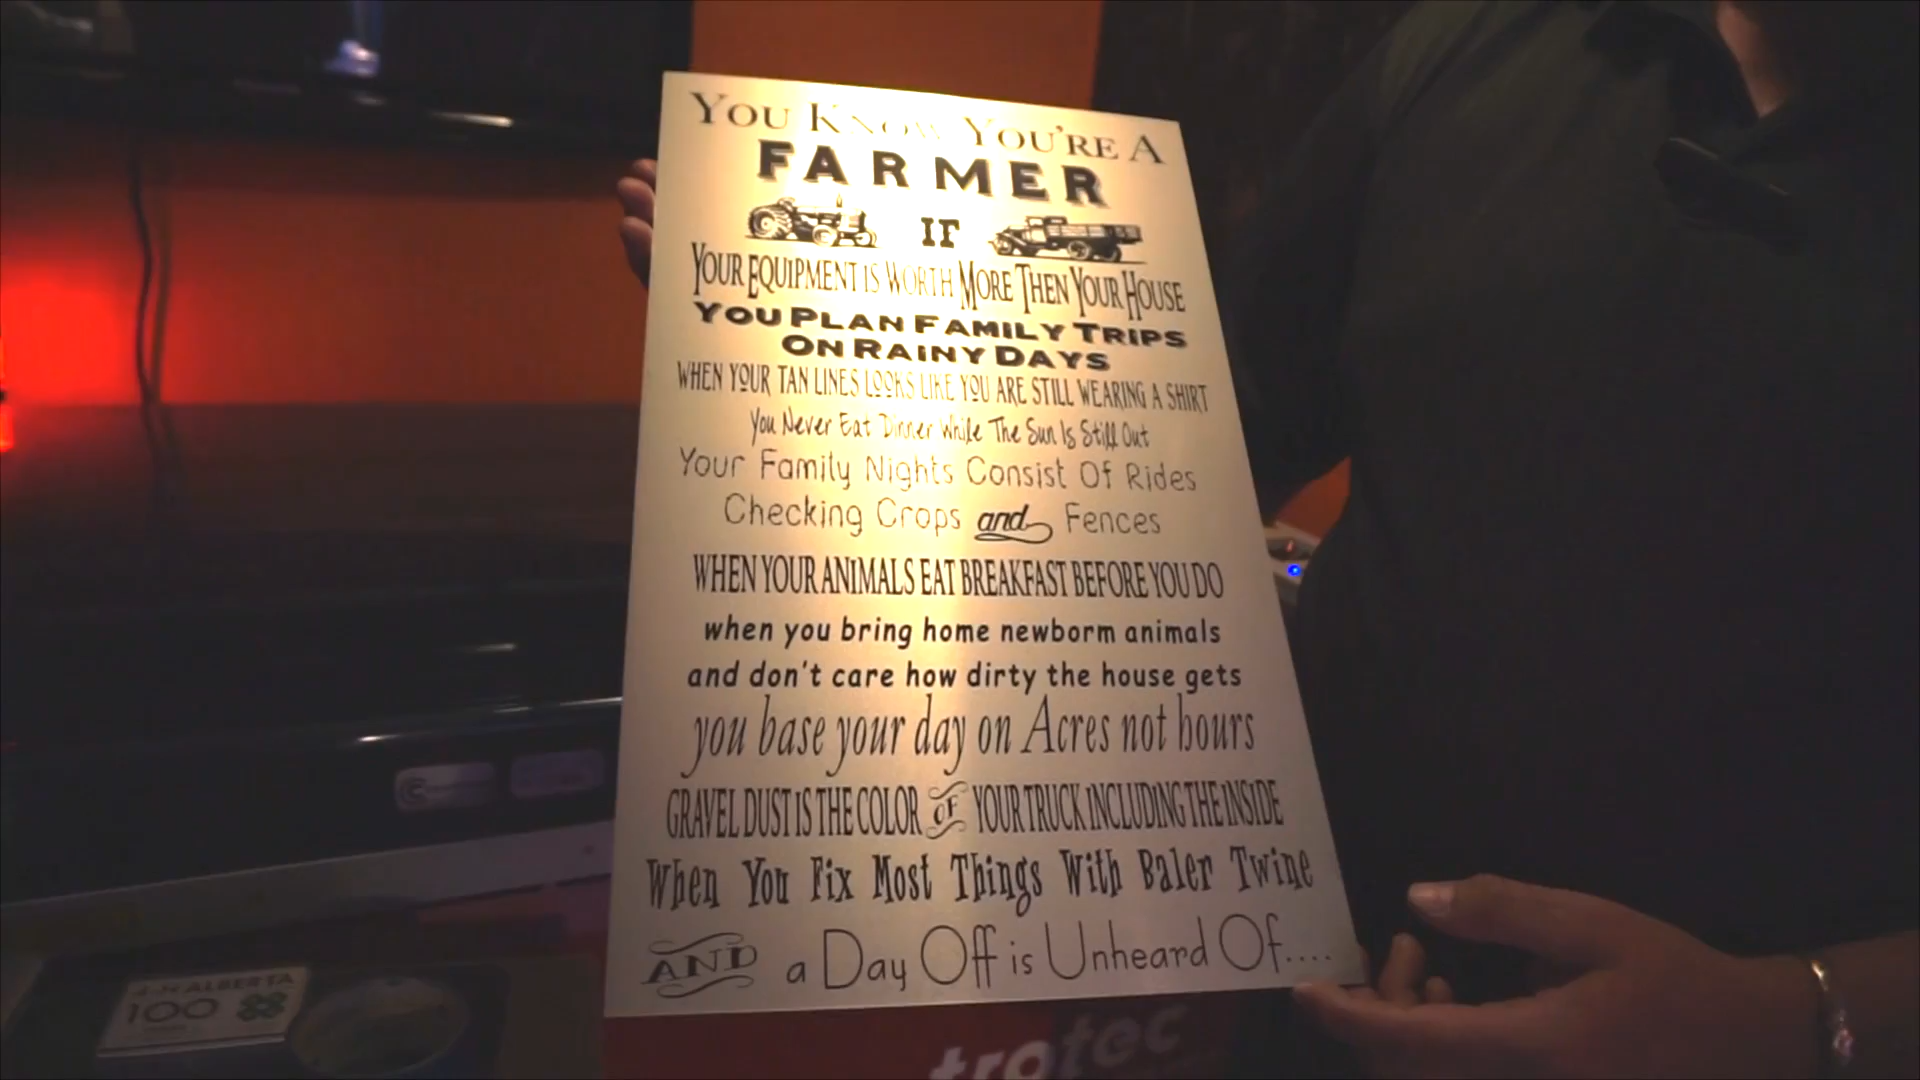 YOU KNOW YOU'RE A
FARMER
IF
YOUR EQUIPMENT IS WORTH MORE THEN YOUR HOUSE
YOU PLAN FAMILY TRIPS
ON RAINY DAYS
WHEN YOUR TAN LINES LOOKS LIKE YOU ARE STILL WEARING A SHIRT
You Never Eat Dinner While The Sun Is Still Out
Your Family Nights Consist Of Rides
Checking Crops and Fences
WHEN YOUR ANIMALS EAT BREAKFAST BEFORE YOU DO
when you bring home newborm animals
and don't care how dirty the house gets
you base your day on Acres not hours
GRAVEL DUST IS THE COLOR OF YOUR TRUCK INCLUDING THE INSIDE
When You Fix Most Things With Baler Twine
AND a Day Off is Unheard Of....
4-H ALBERTA
100
trotec